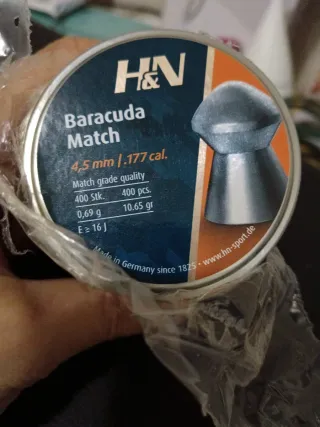 H&N
Baracuda
Match
4,5 mm | .177 cal.
Match grade quality
400 Stk. 400 pcs.
0,69 g 10.65 gr
E ≥ 16 J
Made in Germany since 1825 • www.hn-sport.de